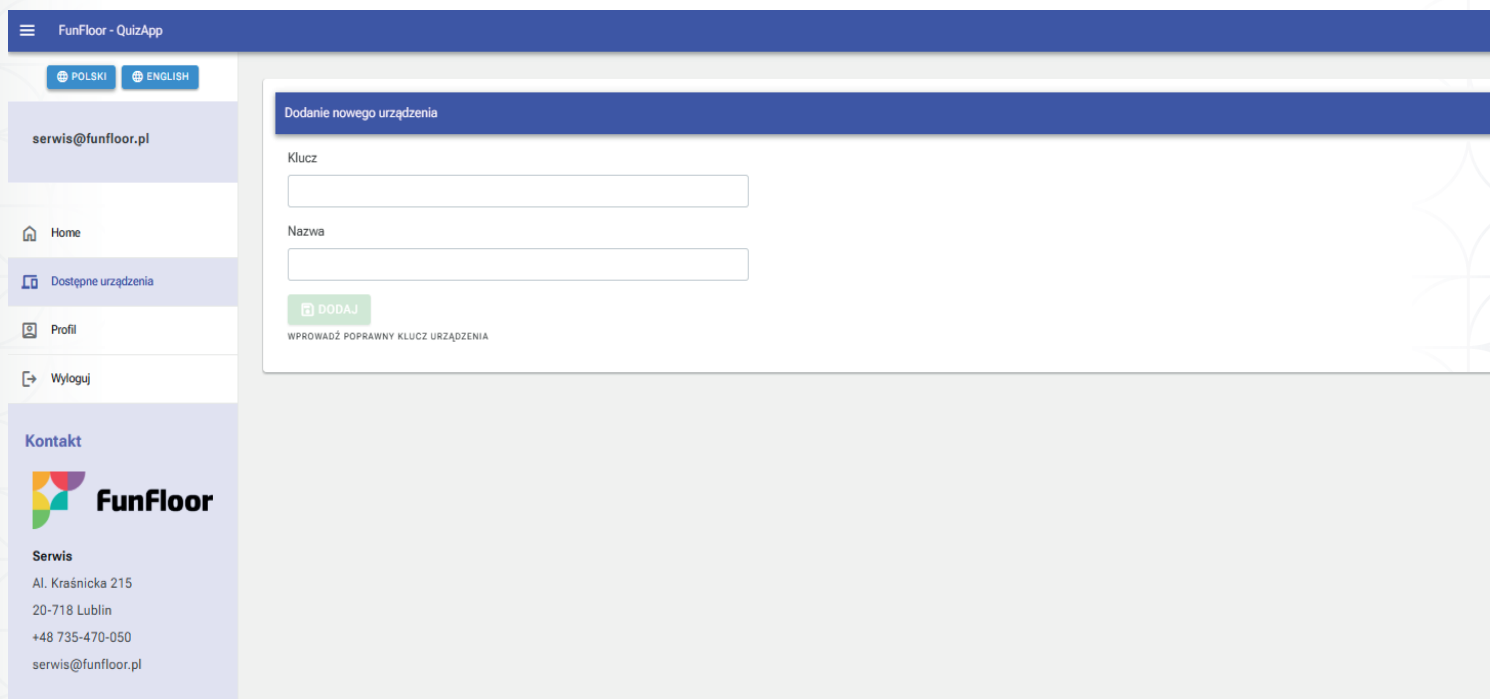 FunFloor - QuizApp
POLSKI
ENGLISH
serwis@funfloor.pl
Home
Dostępne urządzenia
Profil
Wyloguj
Kontakt
FunFloor
Serwis
Al. Kraśnicka 215
20-718 Lublin
+48 735-470-050
serwis@funfloor.pl
Dodanie nowego urządzenia
Klucz
Nazwa
DODAJ
WPROWADŹ POPRAWNY KLUCZ URZĄDZENIA